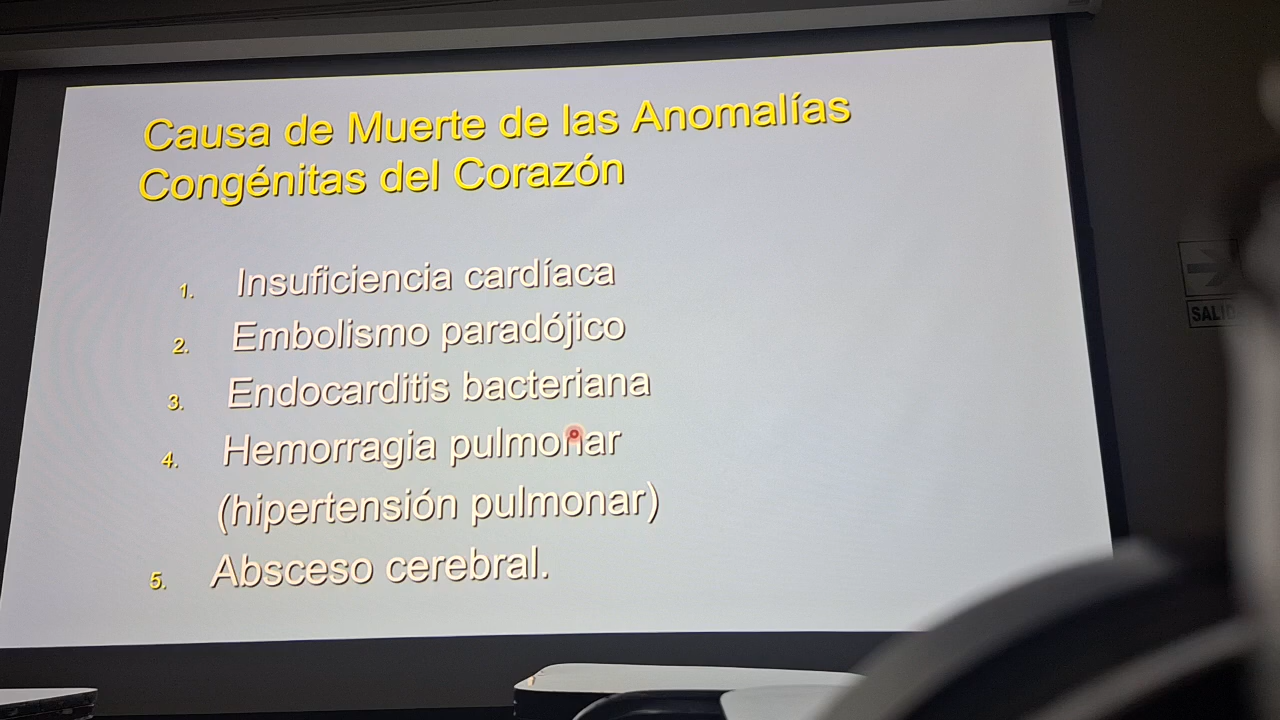 Causa de Muerte de las Anomalías
Congénitas del Corazón
1. Insuficiencia cardíaca
2. Embolismo paradójico
3. Endocarditis bacteriana
4. Hemorragia pulmonar
(hipertensión pulmonar)
5. Absceso cerebral.